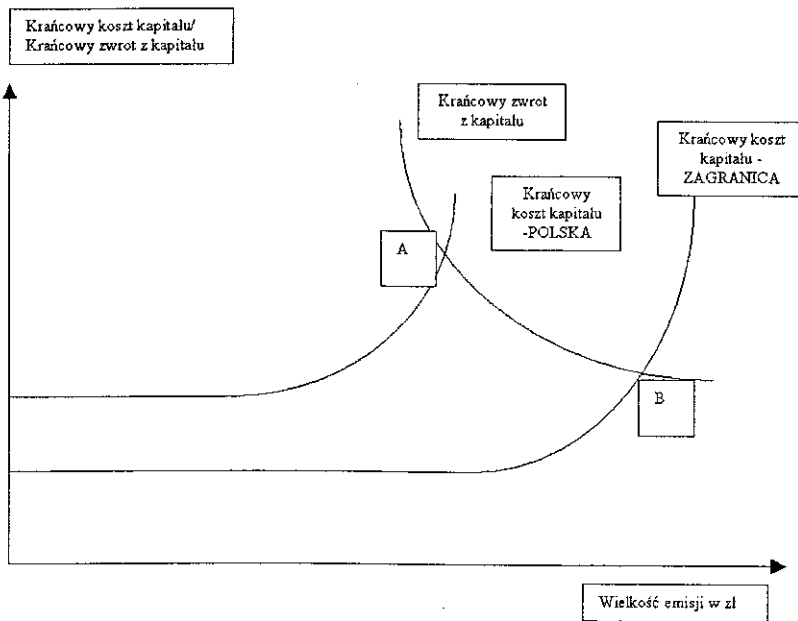 Krańcowy koszt kapitału/
Krańcowy zwrot z kapitału
Krańcowy zwrot
z kapitału
Krańcowy koszt
kapitału -
ZAGRANICA
Krańcowy
koszt kapitału
-POLSKA
A
B
Wielkość emisji w zł